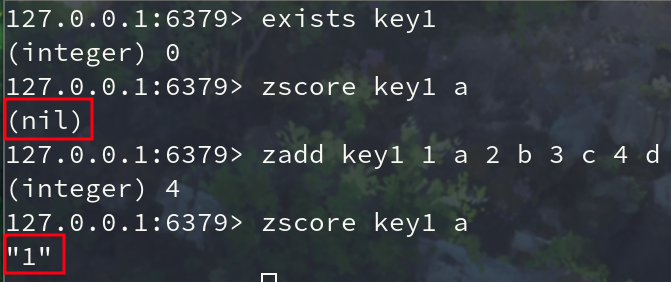 127.0.0.1:6379> exists key1
(integer) 0
127.0.0.1:6379> zscore key1 a
(nil)
127.0.0.1:6379> zadd key1 1 a 2 b 3 c 4 d
(integer) 4
127.0.0.1:6379> zscore key1 a
"1"